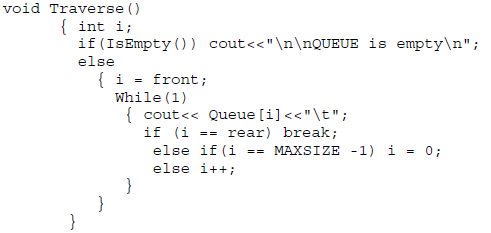 void Traverse()
{ int i;
if(IsEmpty()) cout<<"\n\nQUEUE is empty\n";
else
{ i = front;
While(1)
{ cout<< Queue[i]<<"\t";
if (i == rear) break;
else if(i == MAXSIZE -1) i = 0;
else i++;
}
}
}